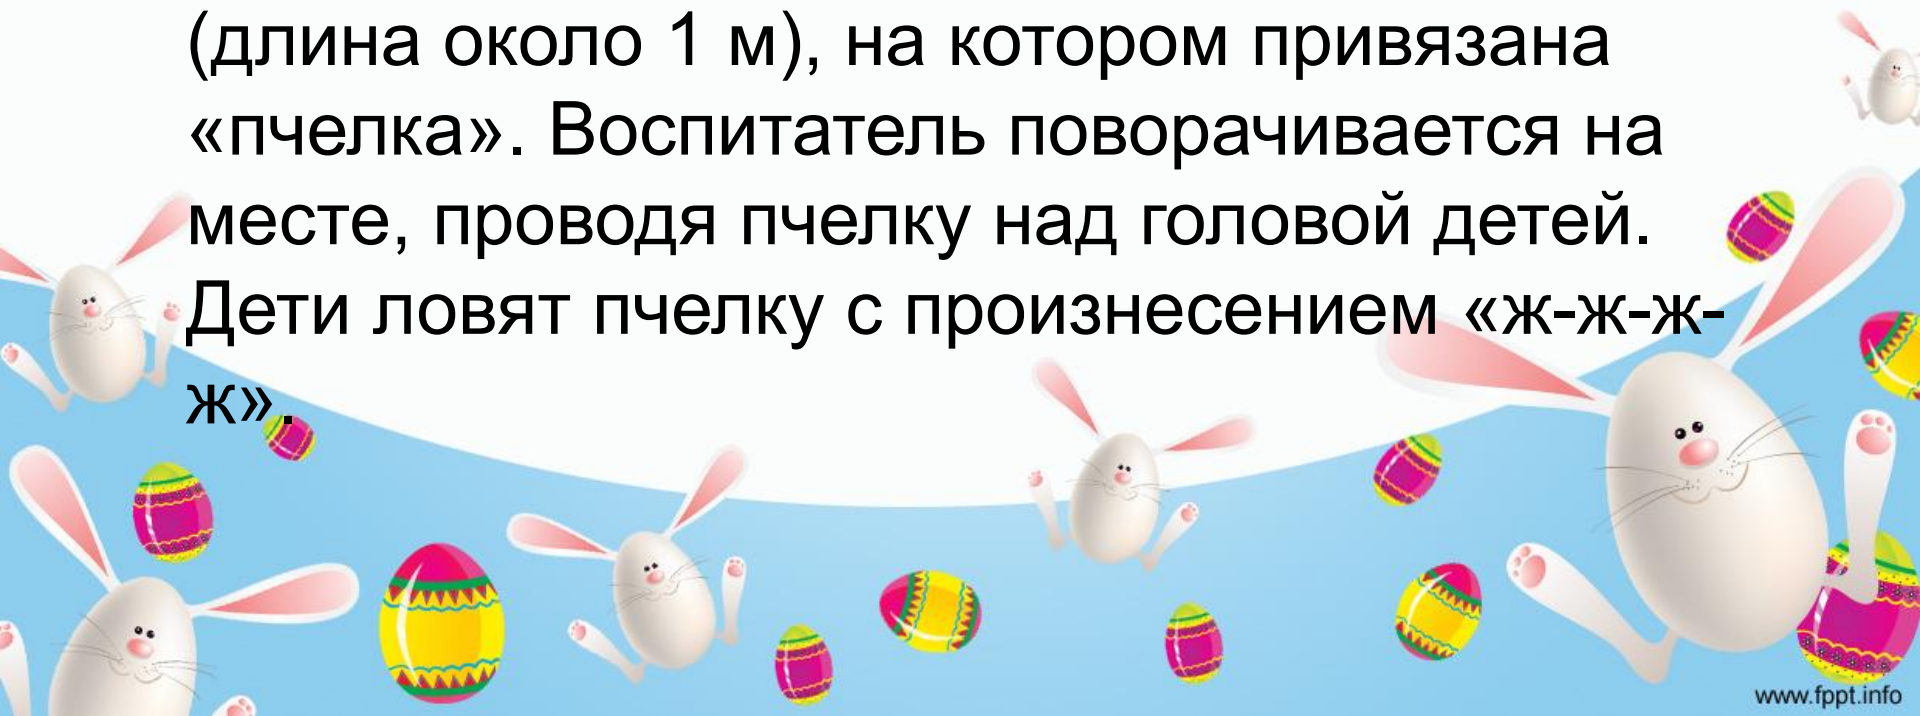 (длина около 1 м), на котором привязана
«пчелка». Воспитатель поворачивается на
месте, проводя пчелку над головой детей.
Дети ловят пчелку с произнесением «ж-ж-ж-
ж».
www.fppt.info